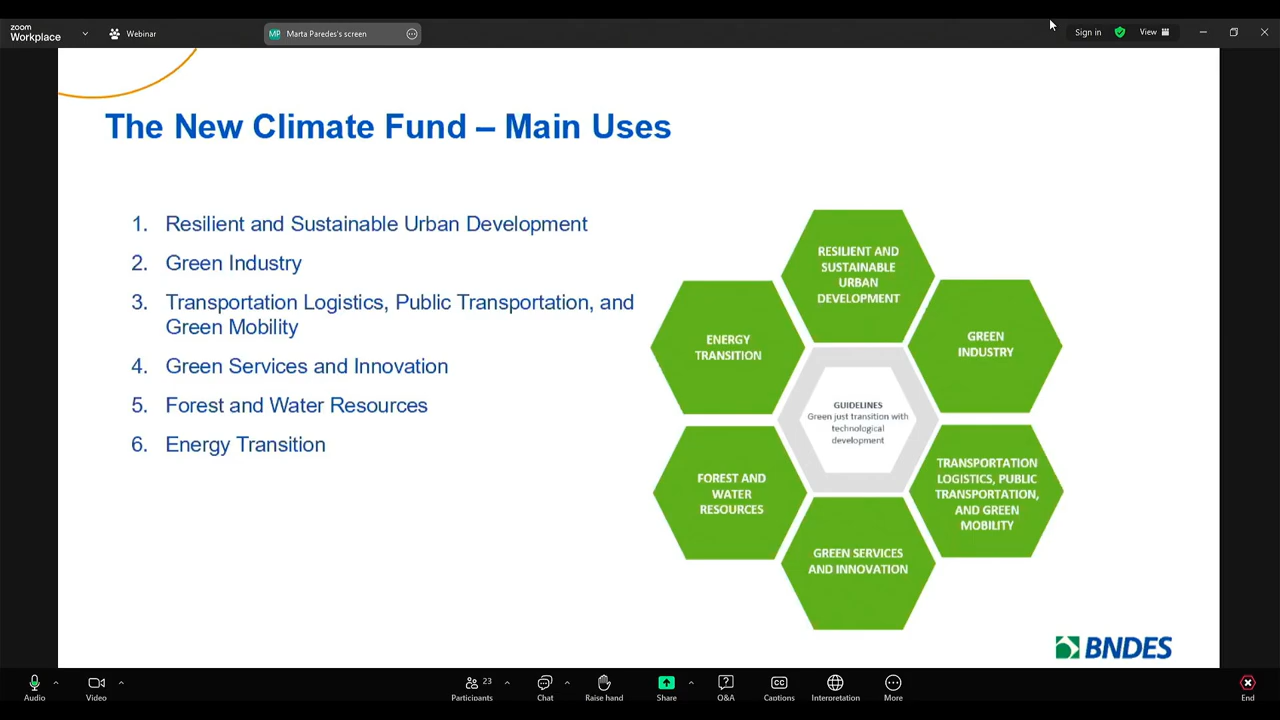 zoom
Workplace
Webinar
MP Marta Paredes's screen
Sign in
View
The New Climate Fund – Main Uses
1. Resilient and Sustainable Urban Development
2. Green Industry
3. Transportation Logistics, Public Transportation, and
Green Mobility
4. Green Services and Innovation
5. Forest and Water Resources
6. Energy Transition
RESILIENT AND
SUSTAINABLE
URBAN
DEVELOPMENT
GREEN
INDUSTRY
TRANSPORTATION
LOGISTICS, PUBLIC
TRANSPORTATION,
AND GREEN
MOBILITY
GREEN SERVICES
AND INNOVATION
FOREST AND
WATER
RESOURCES
ENERGY
TRANSITION
GUIDELINES
Green just transition with
technological
development
BNDES
Audio
Video
Participants
23
Chat
Raise hand
Share
Q&A
CC
Captions
Interpretation
More
End